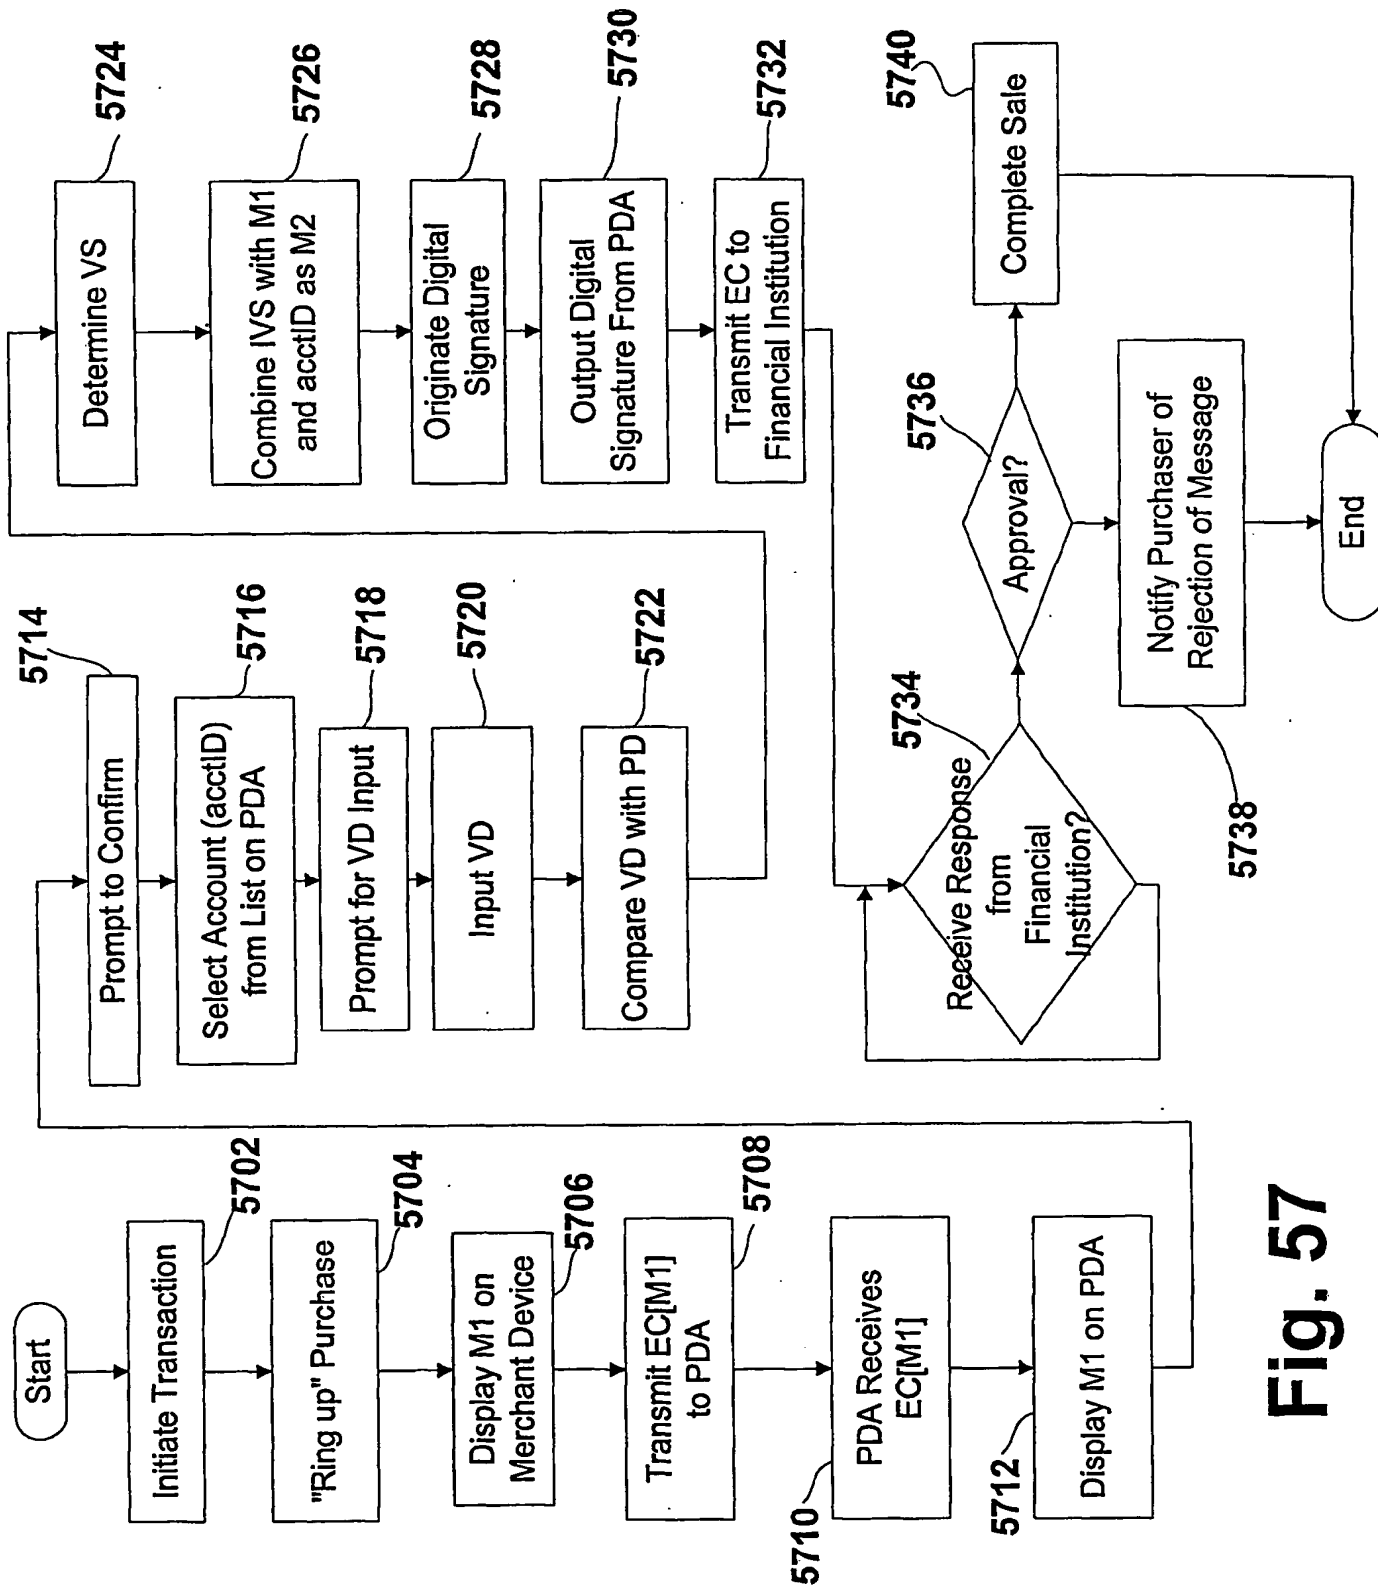 Start
Initiate Transaction
5702
"Ring up" Purchase
5704
Display M1 on
Merchant Device
5706
Transmit EC[M1]
to PDA
5708
PDA Receives
EC[M1]
5710
Display M1 on PDA
5712
Prompt to Confirm
5714
Select Account (acctID)
from List on PDA
5716
Prompt for VD Input
5718
Input VD
5720
Compare VD with PD
5722
Determine VS
5724
Combine IVS with M1
and acctID as M2
5726
Originate Digital
Signature
5728
Output Digital
Signature From PDA
5730
Transmit EC to
Financial Institution
5732
Receive Response
from
Financial
Institution?
5734
Approval?
5736
Notify Purchaser of
Rejection of Message
5738
Complete Sale
5740
End
Fig. 57